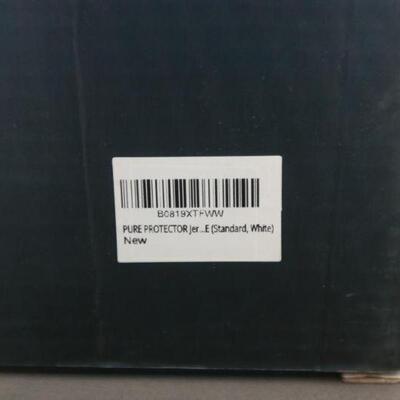 B0819XTFWW
PURE PROTECTOR Jer...E (Standard, White)
New